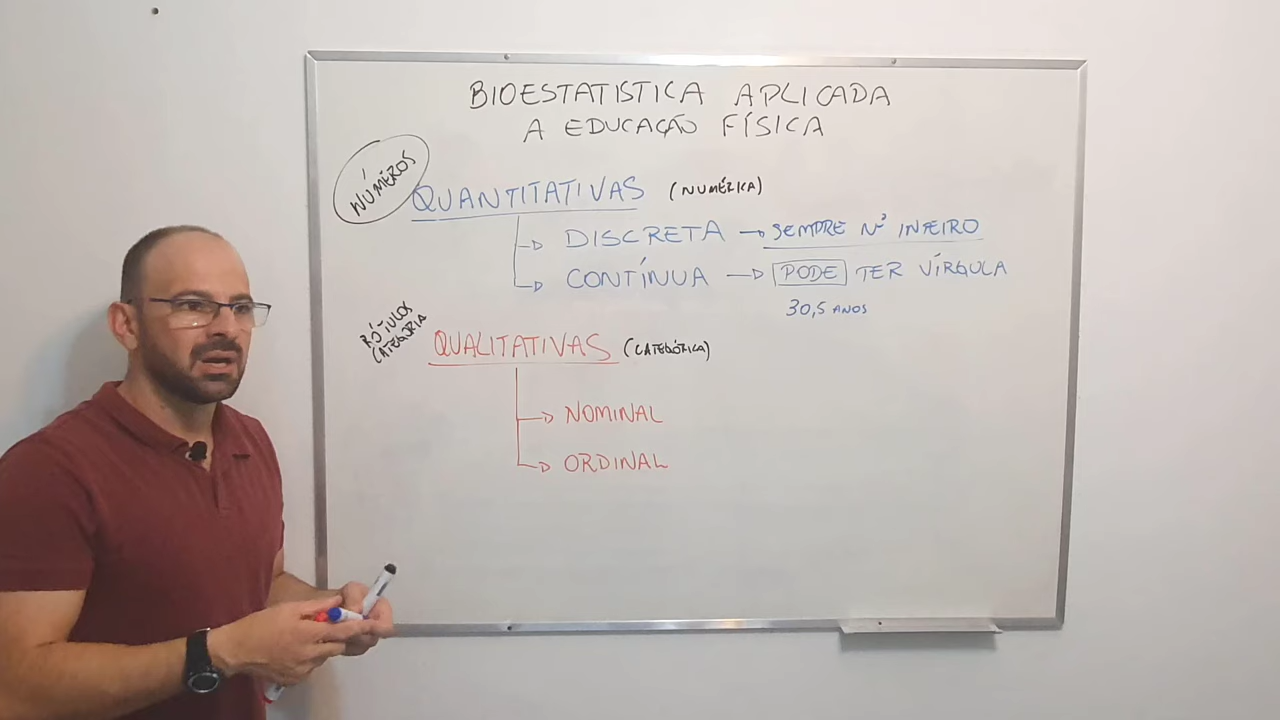 BIOESTATISTICA APLICADA
A EDUCAÇÃO FÍSICA
NÚMEROS
QUANTITATIVAS (NUMÉRICA)
DISCRETA → SEMPRE Nº INTEIRO
CONTÍNUA → PODE TER VÍRGULA
30,5 ANOS
RÓTULOS
CATEGORIA
QUALITATIVAS (CATEGÓRICA)
NOMINAL
ORDINAL